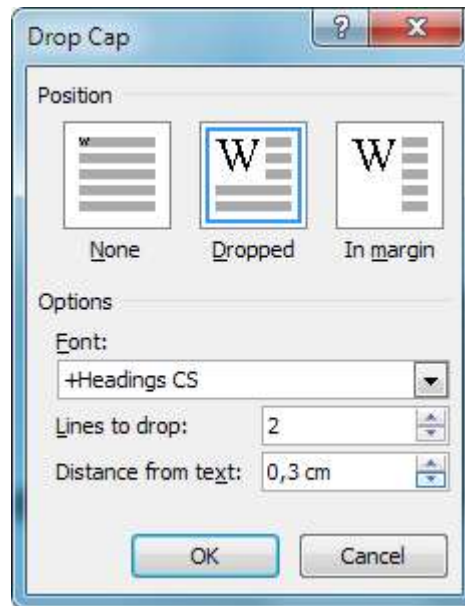 Drop Cap
Position
W
W
W
None
Dropped
In margin
Options
Font:
+Headings CS
Lines to drop:
2
Distance from text:
0,3 cm
OK
Cancel